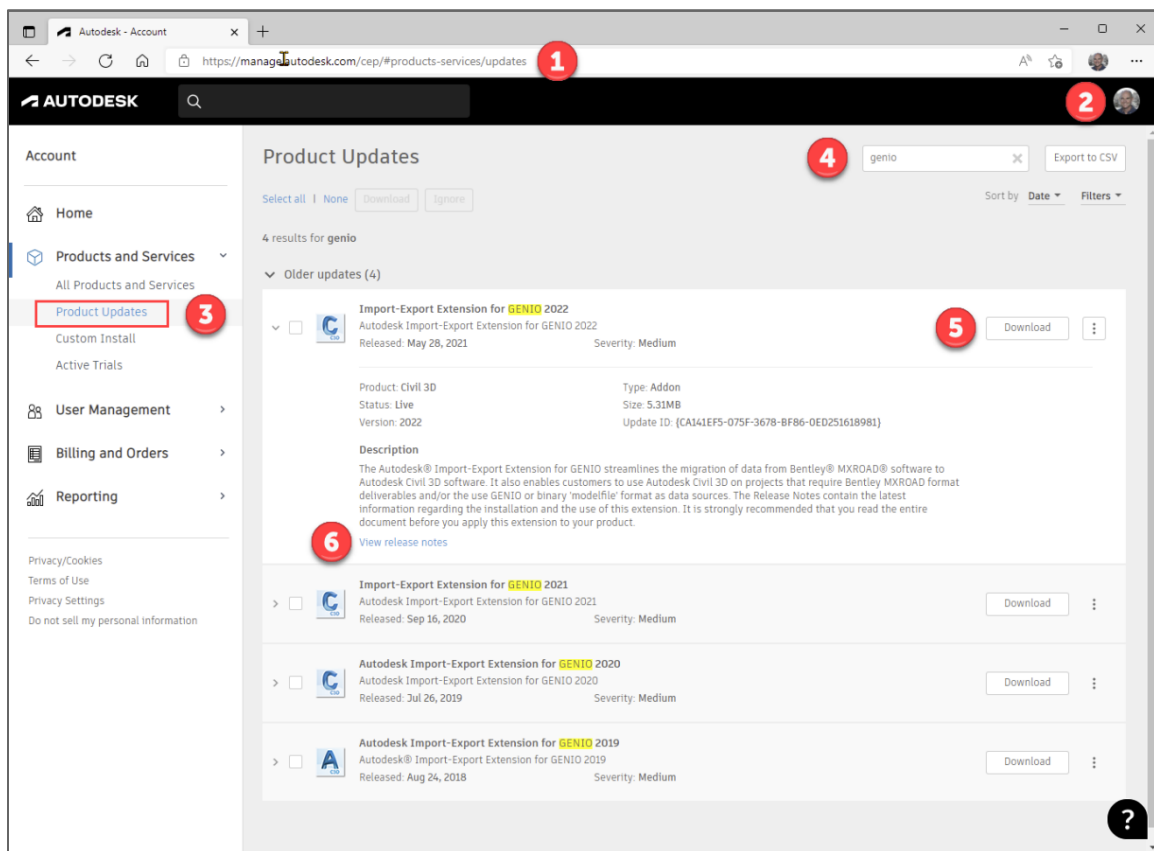 Autodesk - Account
https://manage.autodesk.com/cep/#products-services/updates
1
AUTODESK
2
Account
Home
Products and Services
All Products and Services
Product Updates
3
Custom Install
Active Trials
User Management
Billing and Orders
Reporting
Privacy/Cookies
Terms of Use
Privacy Settings
Do not sell my personal information
Product Updates
4
genio
Export to CSV
Select all | None Download Ignore
Sort by Date Filters
4 results for genio
Older updates (4)
Import-Export Extension for GENIO 2022
Autodesk Import-Export Extension for GENIO 2022
Released: May 28, 2021 Severity: Medium
5
Download
Product: Civil 3D Type: Addon
Status: Live Size: 5.31MB
Version: 2022 Update ID: {CA141EF5-075F-3678-BF86-0ED251618981}
Description
The Autodesk® Import-Export Extension for GENIO streamlines the migration of data from Bentley® MXROAD® software to
Autodesk Civil 3D software. It also enables customers to use Autodesk Civil 3D on projects that require Bentley MXROAD format
deliverables and/or the use GENIO or binary 'modelfile' format as data sources. The Release Notes contain the latest
information regarding the installation and the use of this extension. It is strongly recommended that you read the entire
document before you apply this extension to your product.
6
View release notes
Import-Export Extension for GENIO 2021
Autodesk Import-Export Extension for GENIO 2021
Released: Sep 16, 2020 Severity: Medium
Download
Autodesk Import-Export Extension for GENIO 2020
Autodesk Import-Export Extension for GENIO 2020
Released: Jul 26, 2019 Severity: Medium
Download
Autodesk Import-Export Extension for GENIO 2019
Autodesk® Import-Export Extension for GENIO 2019
Released: Aug 24, 2018 Severity: Medium
Download
?